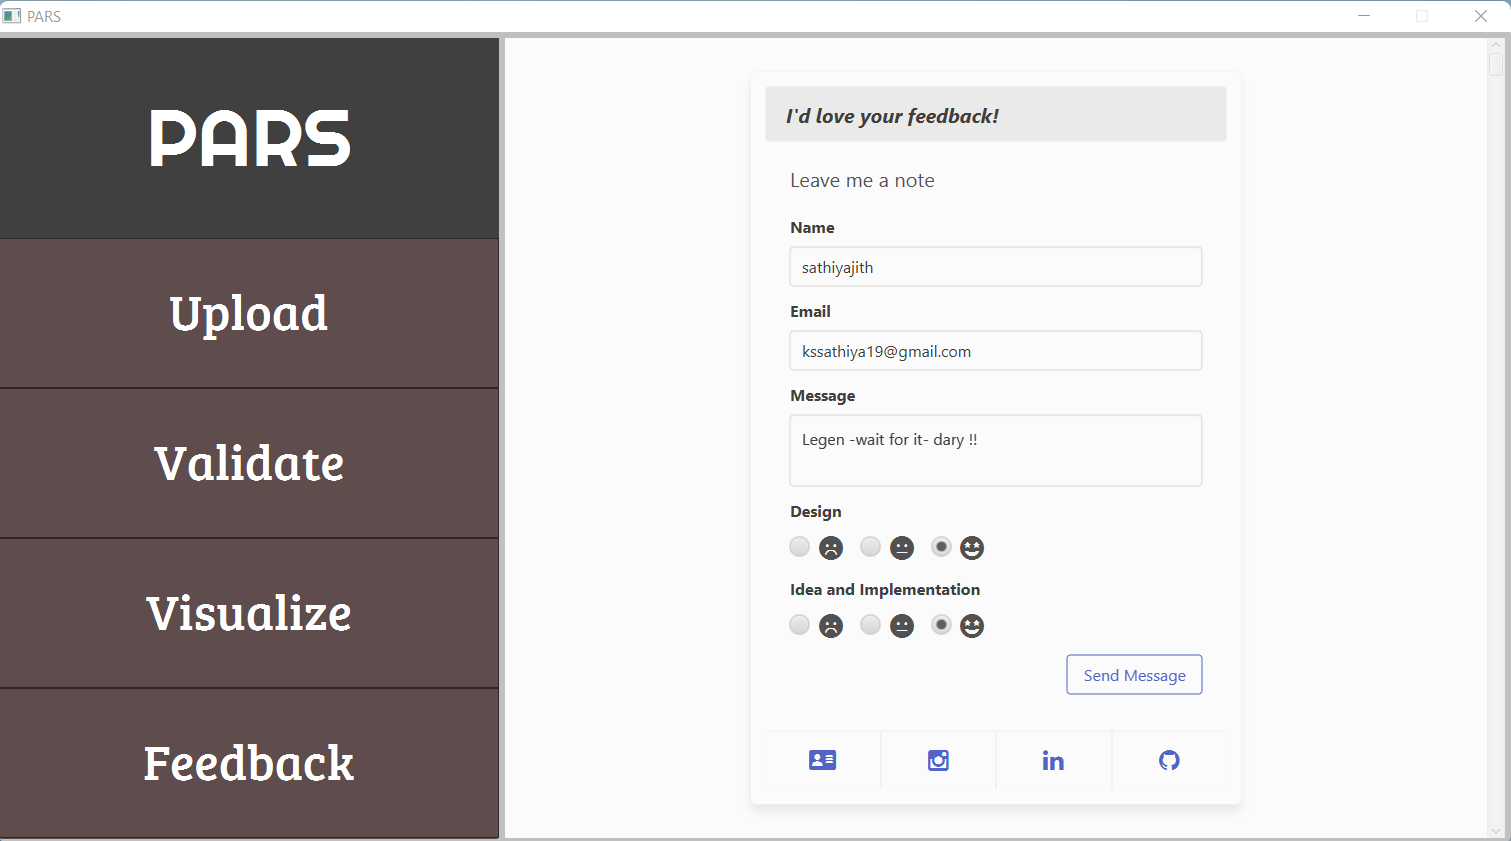 PARS
PARS
Upload
Validate
Visualize
Feedback
I'd love your feedback!
Leave me a note
Name
sathiyajith
Email
kssathiya19@gmail.com
Message
Legen -wait for it- dary !!
Design
Idea and Implementation
Send Message
in